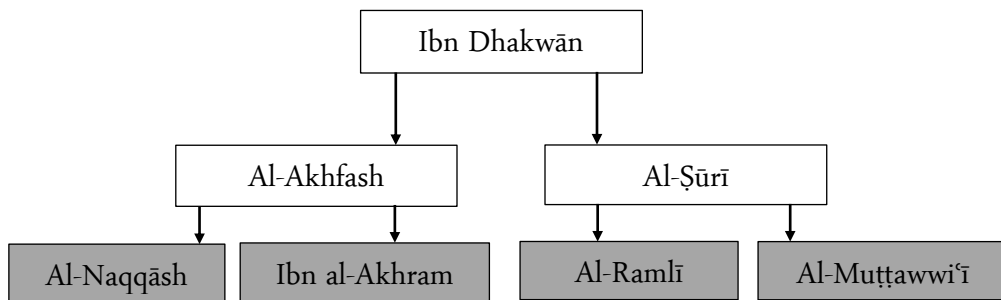 Ibn Dhakwān
Al-Akhfash
Al-Ṣūrī
Al-Naqqāsh
Ibn al-Akhram
Al-Ramlī
Al-Muṭṭawwiʿī